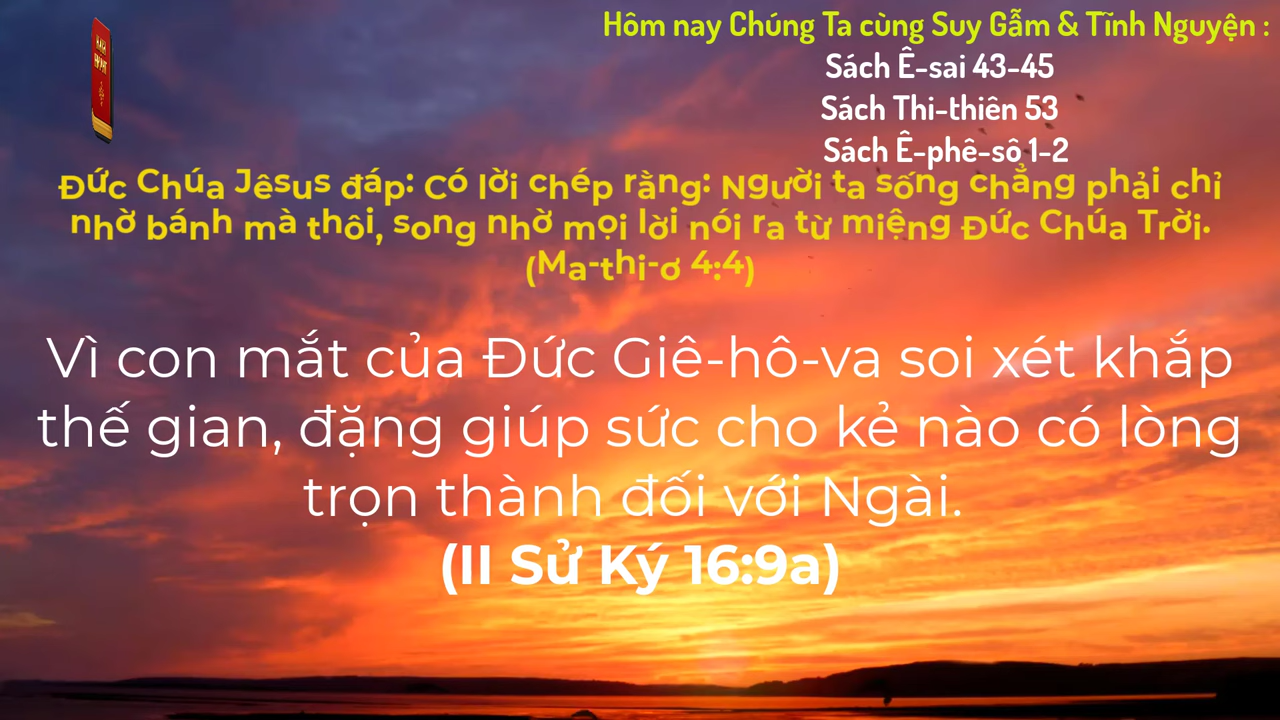 Hôm nay Chúng Ta cùng Suy Gẫm & Tĩnh Nguyện :
Sách Ê-sai 43-45
Sách Thi-thiên 53
Sách Ê-phê-sô 1-2
Đức Chúa Jêsus đáp: Có lời chép rằng: Người ta sống chẳng phải chỉ
nhờ bánh mà thôi, song nhờ mọi lời nói ra từ miệng Đức Chúa Trời.
(Ma-thi-ơ 4:4)
Vì con mắt của Đức Giê-hô-va soi xét khắp
thế gian, đặng giúp sức cho kẻ nào có lòng
trọn thành đối với Ngài.
(II Sử Ký 16:9a)